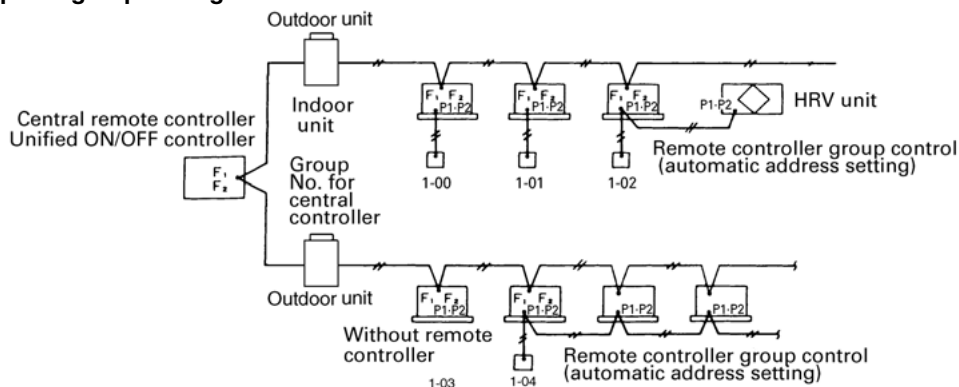 Outdoor unit
Indoor
unit
F₁ F₂
P1·P2
F₁ F₂
P1·P2
F₁ F₂
P1·P2
P1·P2
HRV unit
Central remote controller
Unified ON/OFF controller
F₁
F₂
Group
No. for
central
controller
1-00
1-01
1-02
Remote controller group control
(automatic address setting)
Outdoor unit
F₁ F₂
P1·P2
F₁ F₂
P1·P2
P1·P2
P1·P2
Without remote
controller
1-03
1-04
Remote controller group control
(automatic address setting)